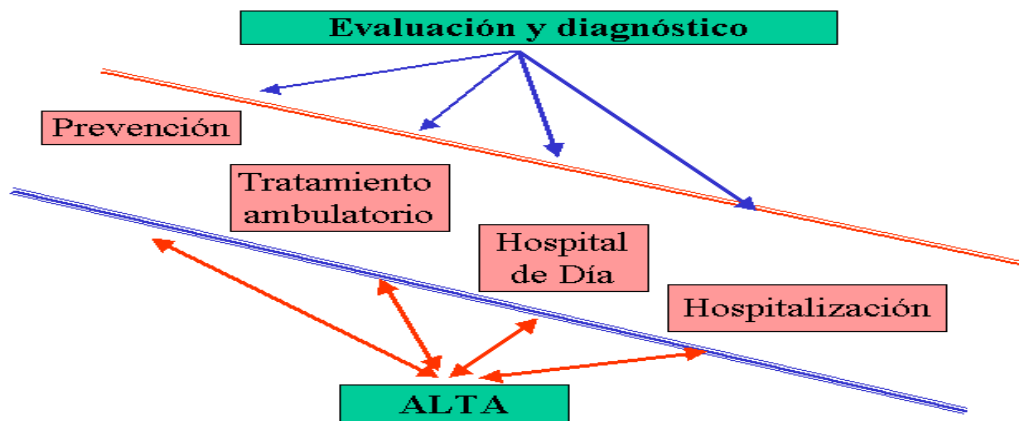 Evaluación y diagnóstico
Prevención
Tratamiento
ambulatorio
Hospital
de Día
Hospitalización
ALTA